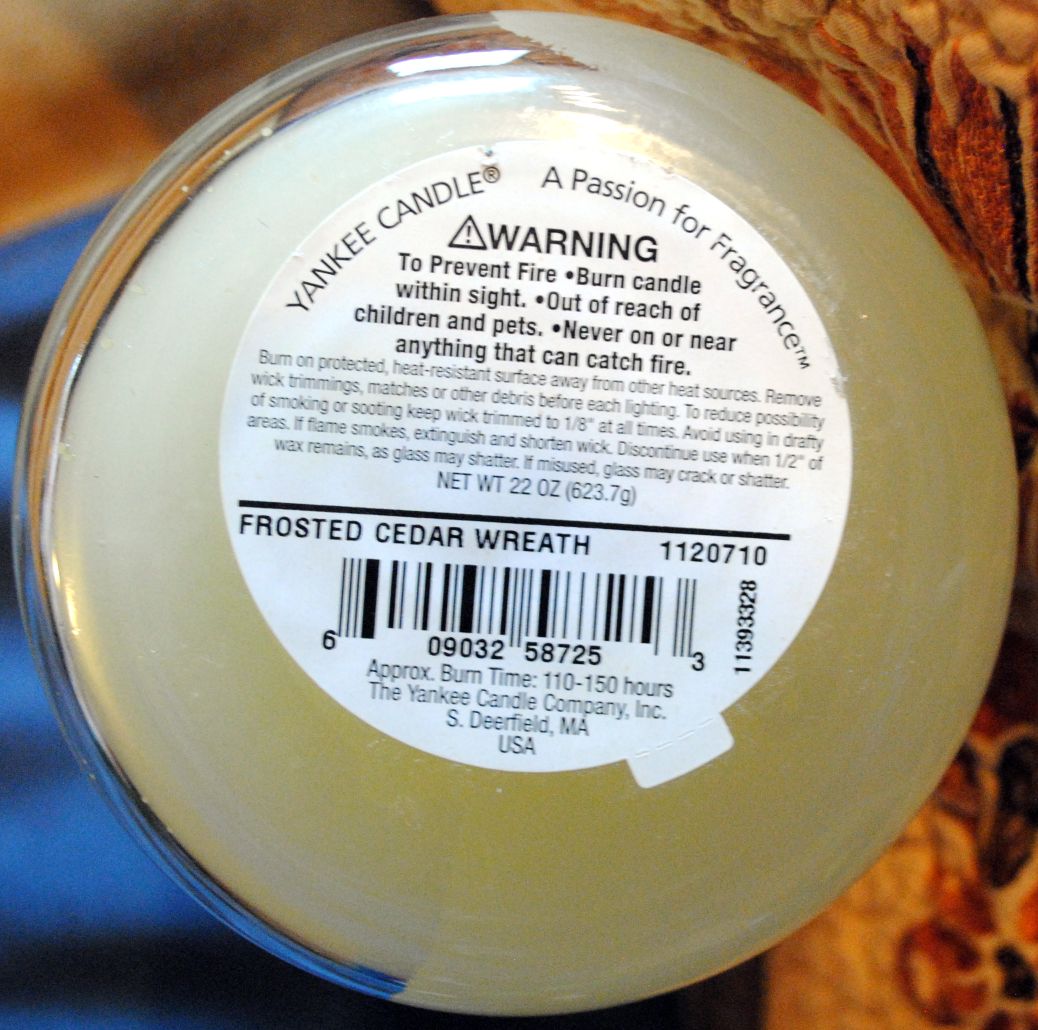 YANKEE CANDLE® A Passion for Fragrance™
⚠WARNING
To Prevent Fire •Burn candle
within sight. •Out of reach of
children and pets. •Never on or near
anything that can catch fire.
Burn on protected, heat-resistant surface away from other heat sources. Remove
wick trimmings, matches or other debris before each lighting. To reduce possibility
of smoking or sooting keep wick trimmed to 1/8" at all times. Avoid using in drafty
areas. If flame smokes, extinguish and shorten wick. Discontinue use when 1/2" of
wax remains, as glass may shatter. If misused, glass may crack or shatter.
NET WT 22 OZ (623.7g)
FROSTED CEDAR WREATH 1120710
6 09032 58725 3
11393328
Approx. Burn Time: 110-150 hours
The Yankee Candle Company, Inc.
S. Deerfield, MA
USA